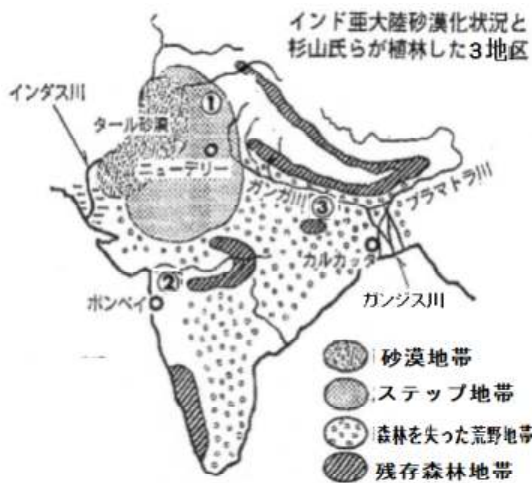 インド亜大陸砂漠化状況と
杉山氏らが植林した3地区
インダス川
タール砂漠
①
ニューデリー
ガンガ川
③
ブラマトラ川
カルカッタ
②
ボンベイ
ガンジス川
砂漠地帯
ステップ地帯
森林を失った荒野地帯
残存森林地帯